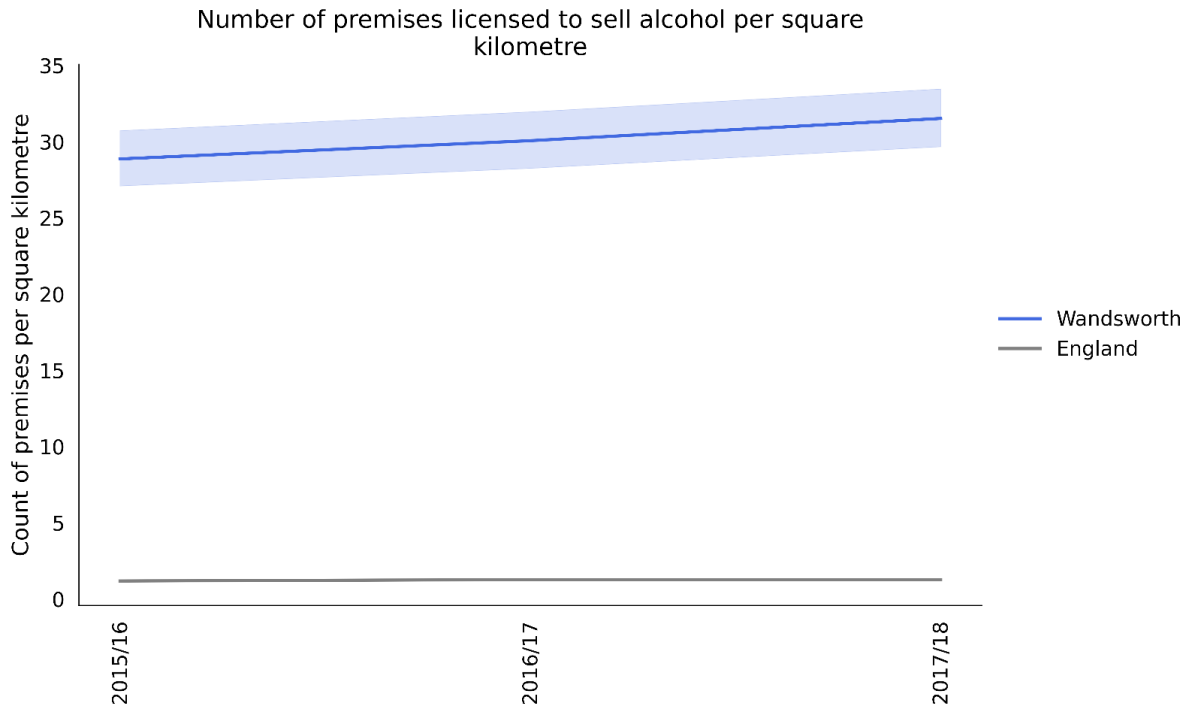 Number of premises licensed to sell alcohol per square
kilometre
Count of premises per square kilometre
35
30
25
20
15
10
5
0
2015/16
2016/17
2017/18
Wandsworth
England